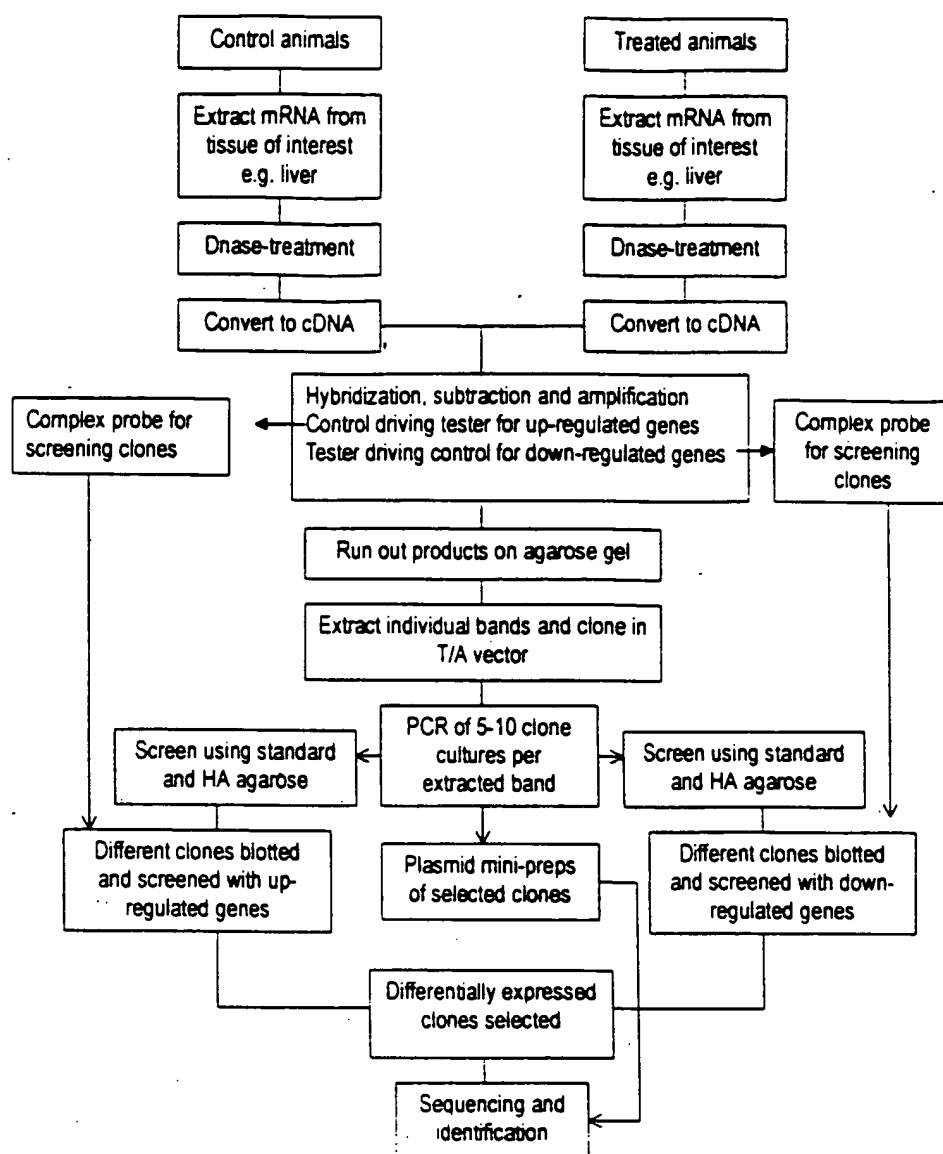 Control animals
Treated animals
Extract mRNA from
tissue of interest
e.g. liver
Extract mRNA from
tissue of interest
e.g. liver
Dnase-treatment
Dnase-treatment
Convert to cDNA
Convert to cDNA
Complex probe for
screening clones
Hybridization, subtraction and amplification
Control driving tester for up-regulated genes
Tester driving control for down-regulated genes
Complex probe
for screening
clones
Run out products on agarose gel
Extract individual bands and clone in
T/A vector
Screen using standard
and HA agarose
PCR of 5-10 clone
cultures per
extracted band
Screen using standard
and HA agarose
Different clones blotted
and screened with up-
regulated genes
Plasmid mini-preps
of selected clones
Different clones blotted
and screened with down-
regulated genes
Differentially expressed
clones selected
Sequencing and
identification